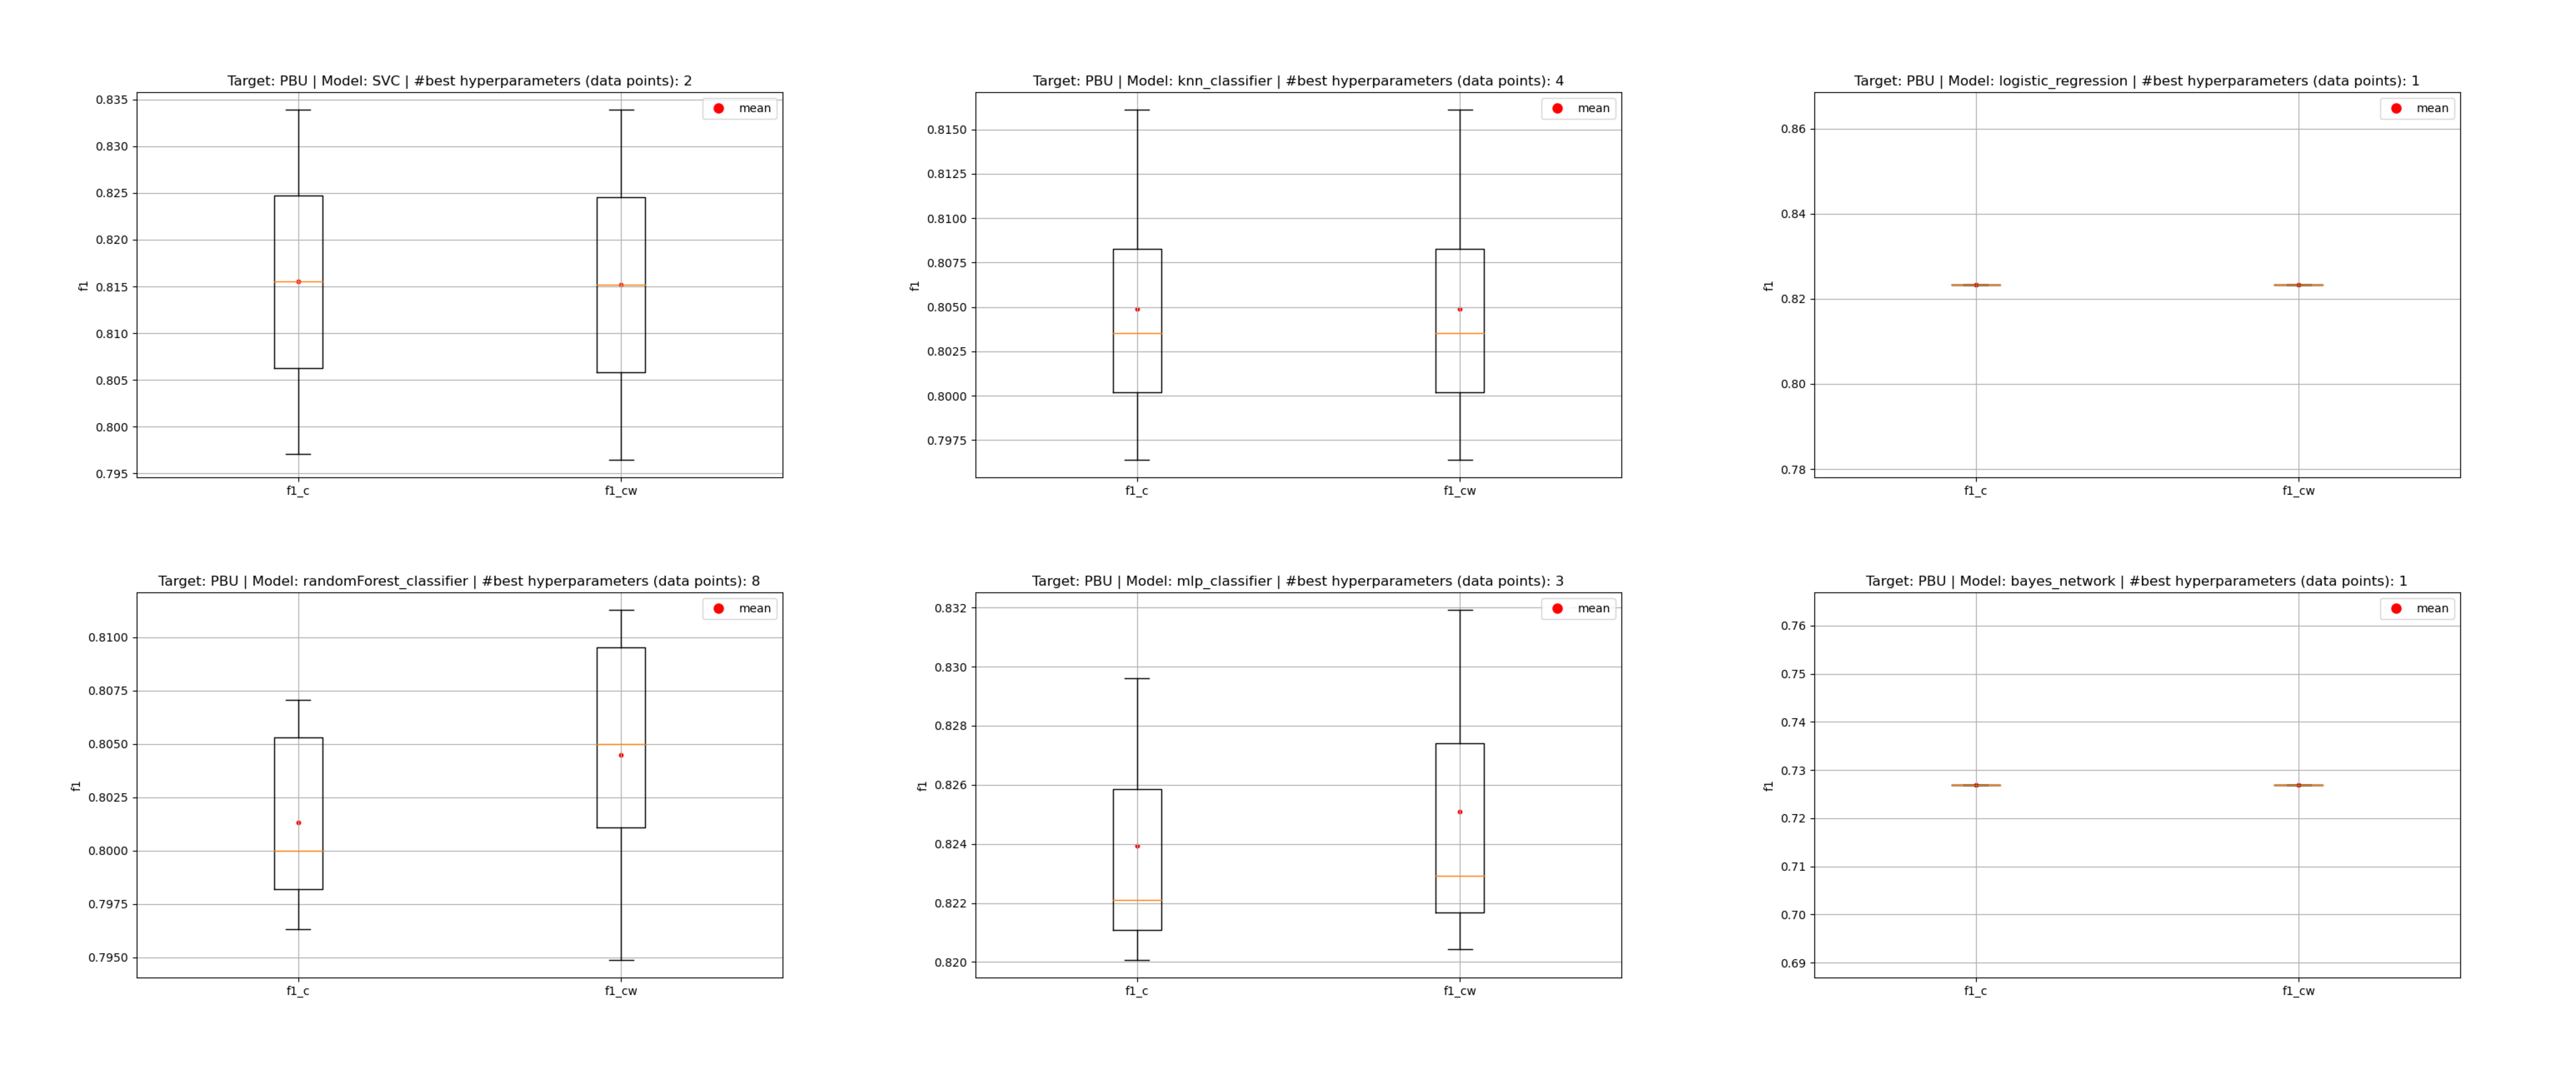 Target: PBU | Model: SVC | #best hyperparameters (data points): 2
mean
0.835
0.830
0.825
0.820
0.815
0.810
0.805
0.800
0.795
f1
f1_c
f1_cw
Target: PBU | Model: knn_classifier | #best hyperparameters (data points): 4
mean
0.8150
0.8125
0.8100
0.8075
0.8050
0.8025
0.8000
0.7975
f1
f1_c
f1_cw
Target: PBU | Model: logistic_regression | #best hyperparameters (data points): 1
mean
0.86
0.84
0.82
0.80
0.78
f1
f1_c
f1_cw
Target: PBU | Model: randomForest_classifier | #best hyperparameters (data points): 8
mean
0.8100
0.8075
0.8050
0.8025
0.8000
0.7975
0.7950
f1
f1_c
f1_cw
Target: PBU | Model: mlp_classifier | #best hyperparameters (data points): 3
mean
0.832
0.830
0.828
0.826
0.824
0.822
0.820
f1
f1_c
f1_cw
Target: PBU | Model: bayes_network | #best hyperparameters (data points): 1
mean
0.76
0.75
0.74
0.73
0.72
0.71
0.70
0.69
f1
f1_c
f1_cw